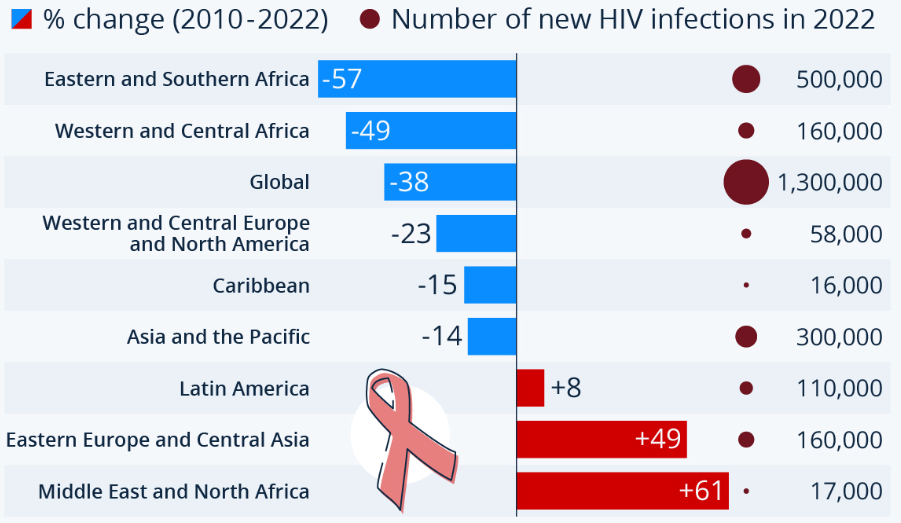 % change (2010-2022) Number of new HIV infections in 2022
Eastern and Southern Africa -57 500,000
Western and Central Africa -49 160,000
Global -38 1,300,000
Western and Central Europe
and North America -23 58,000
Caribbean -15 16,000
Asia and the Pacific -14 300,000
Latin America +8 110,000
Eastern Europe and Central Asia +49 160,000
Middle East and North Africa +61 17,000